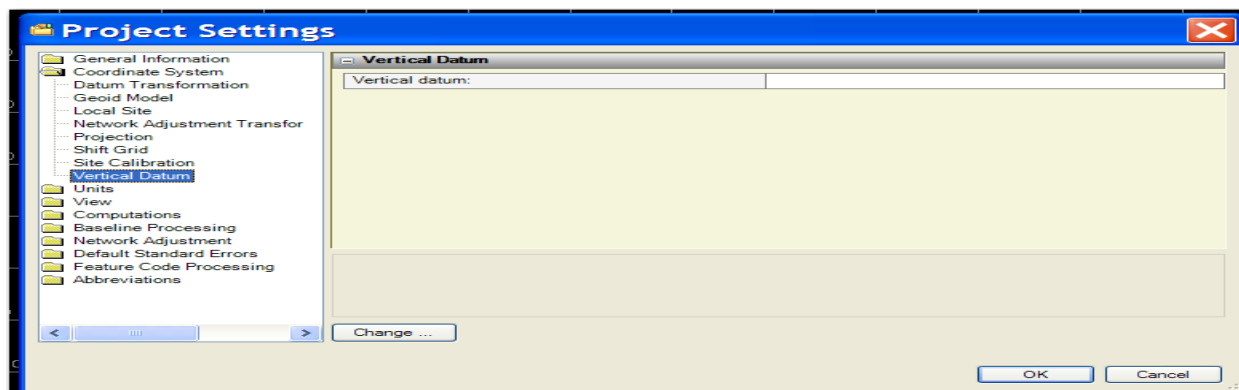 Project Settings
General Information
Coordinate System
Datum Transformation
Geoid Model
Local Site
Network Adjustment Transfor
Projection
Shift Grid
Site Calibration
Vertical Datum
Units
View
Computations
Baseline Processing
Network Adjustment
Default Standard Errors
Feature Code Processing
Abbreviations
Vertical Datum
Vertical datum:
Change ...
OK
Cancel